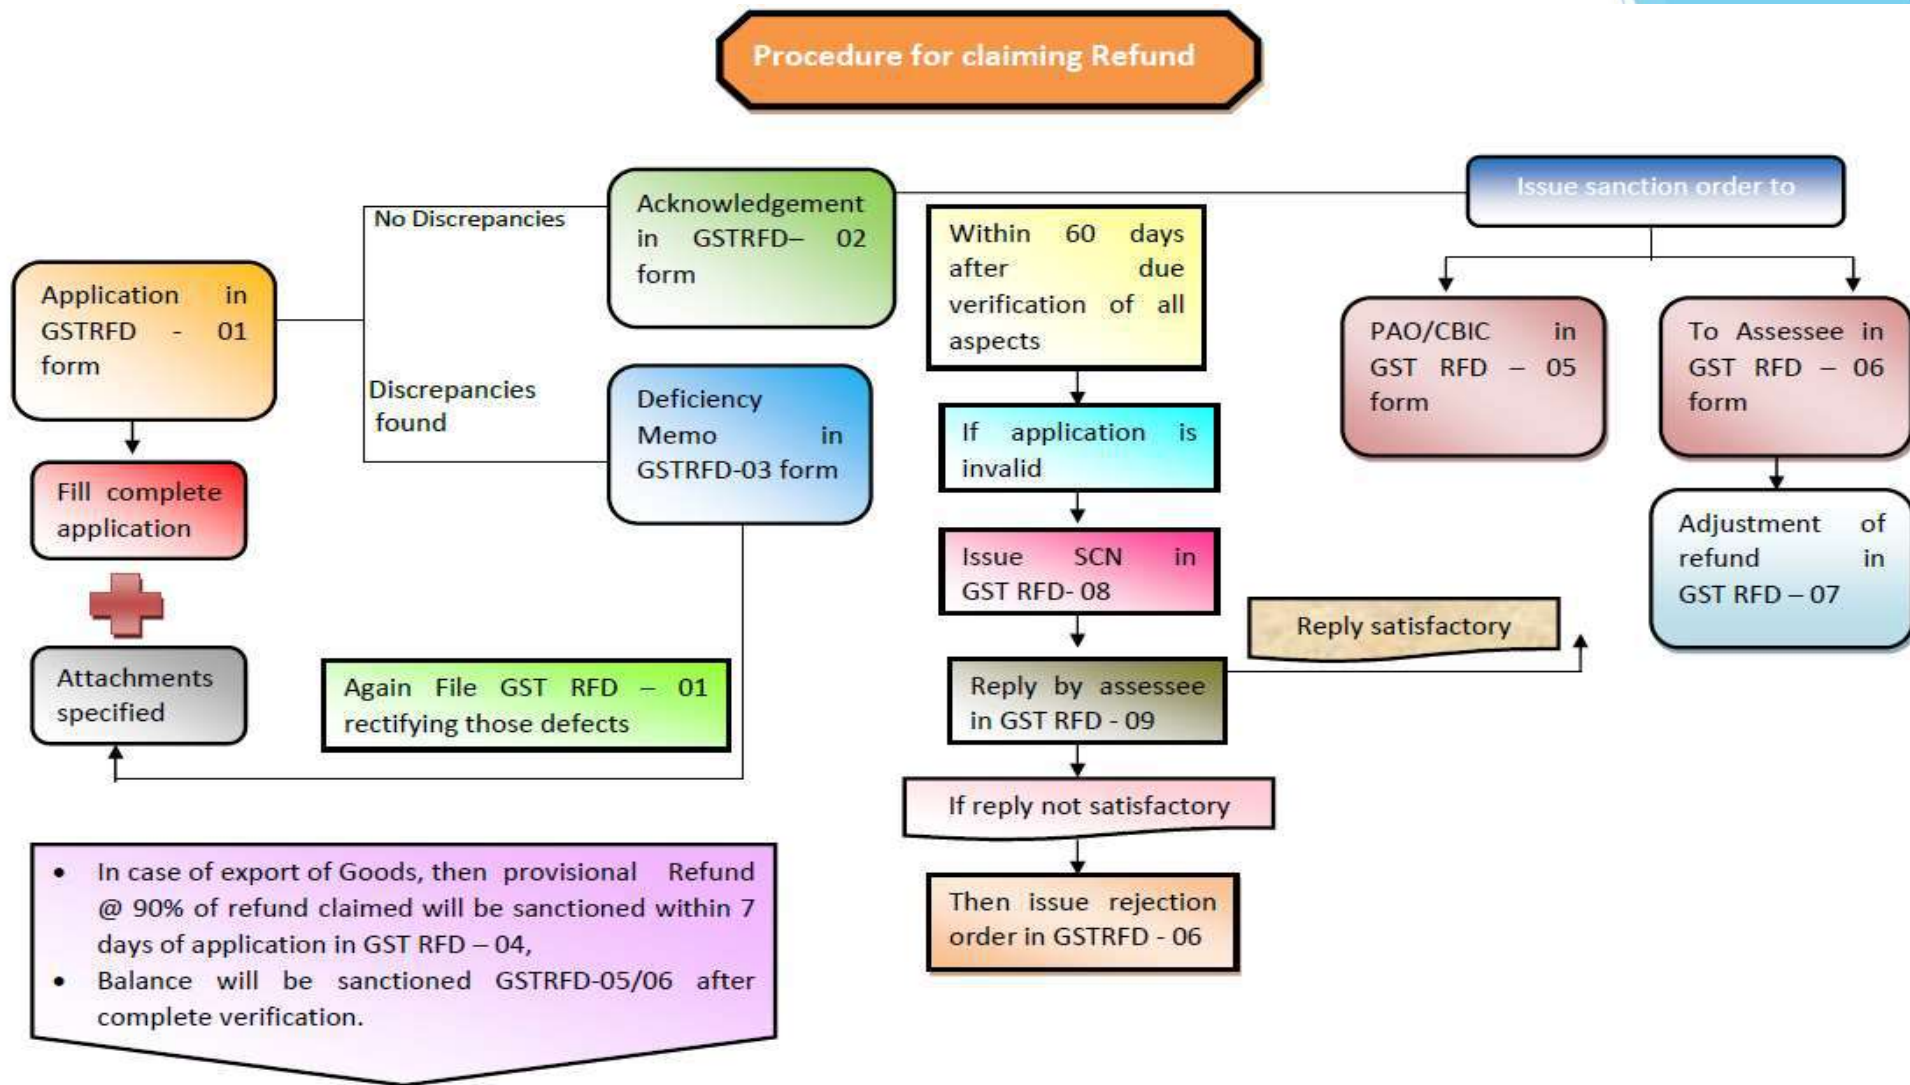 Procedure for claiming Refund
Application in
GSTRFD - 01
form
Fill complete
application
Attachments
specified
No Discrepancies
Discrepancies
found
Acknowledgement
in GSTRFD– 02
form
Deficiency
Memo in
GSTRFD-03 form
Again File GST RFD – 01
rectifying those defects
Within 60 days
after due
verification of all
aspects
If application is
invalid
Issue SCN in
GST RFD- 08
Reply by assessee
in GST RFD - 09
Reply satisfactory
If reply not satisfactory
Then issue rejection
order in GSTRFD - 06
Issue sanction order to
PAO/CBIC in
GST RFD – 05
form
To Assessee in
GST RFD – 06
form
Adjustment of
refund in
GST RFD – 07
• In case of export of Goods, then provisional Refund
@ 90% of refund claimed will be sanctioned within 7
days of application in GST RFD – 04,
• Balance will be sanctioned GSTRFD-05/06 after
complete verification.